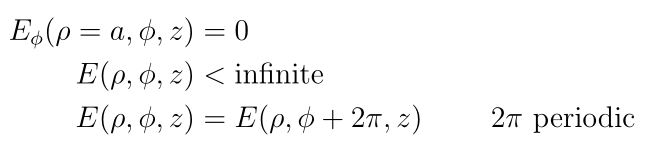 E_ϕ(ρ = a, ϕ, z) = 0
E(ρ, ϕ, z) < infinite
E(ρ, ϕ, z) = E(ρ, ϕ + 2π, z) 2π periodic